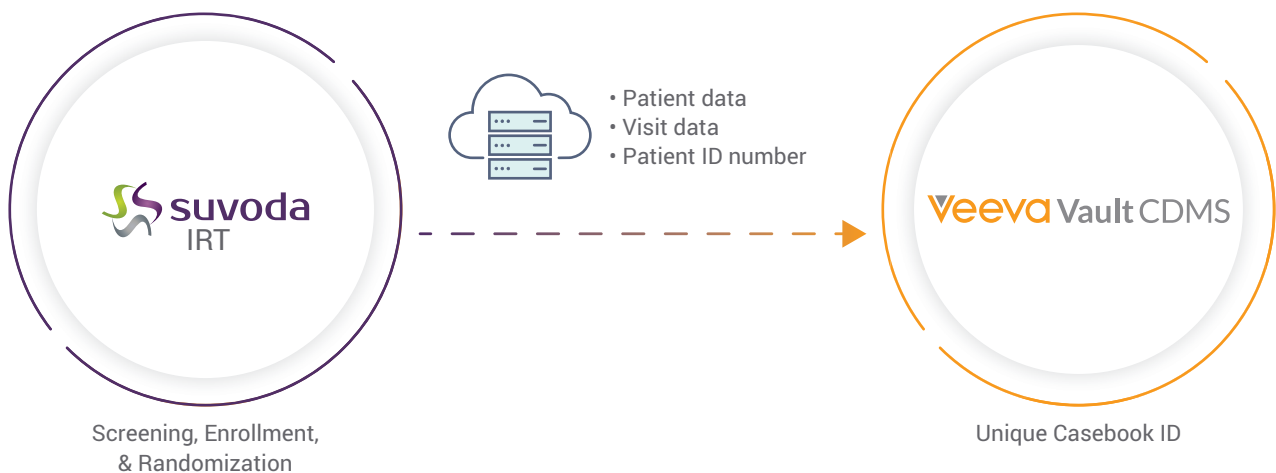 • Patient data
• Visit data
• Patient ID number
suvoda
IRT
veeva Vault CDMS
Screening, Enrollment,
& Randomization
Unique Casebook ID